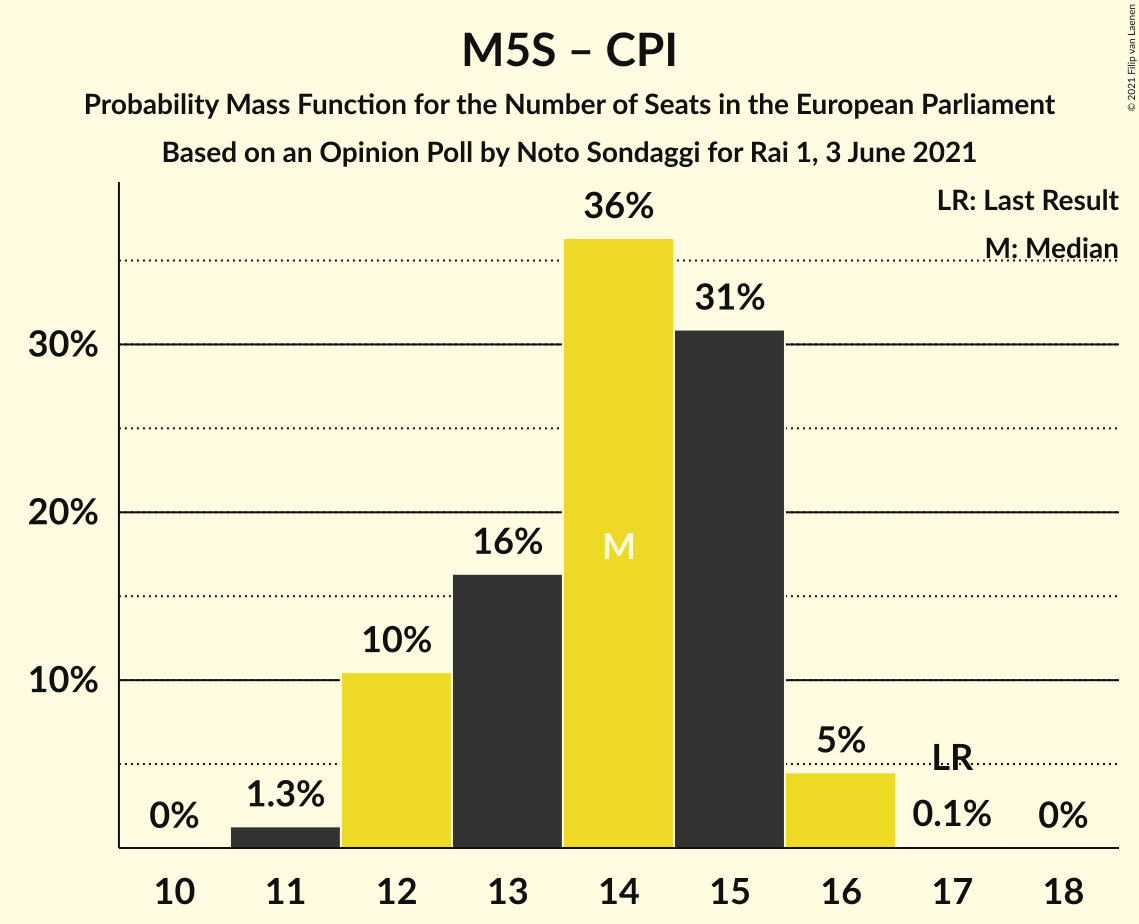 M5S – CPI
Probability Mass Function for the Number of Seats in the European Parliament
Based on an Opinion Poll by Noto Sondaggi for Rai 1, 3 June 2021
© 2021 Filip van Laenen
LR: Last Result
M: Median
36%
31%
30%
20%
16%
M
10%
10%
5%
LR
1.3%
0%
0.1%
0%
10 11 12 13 14 15 16 17 18